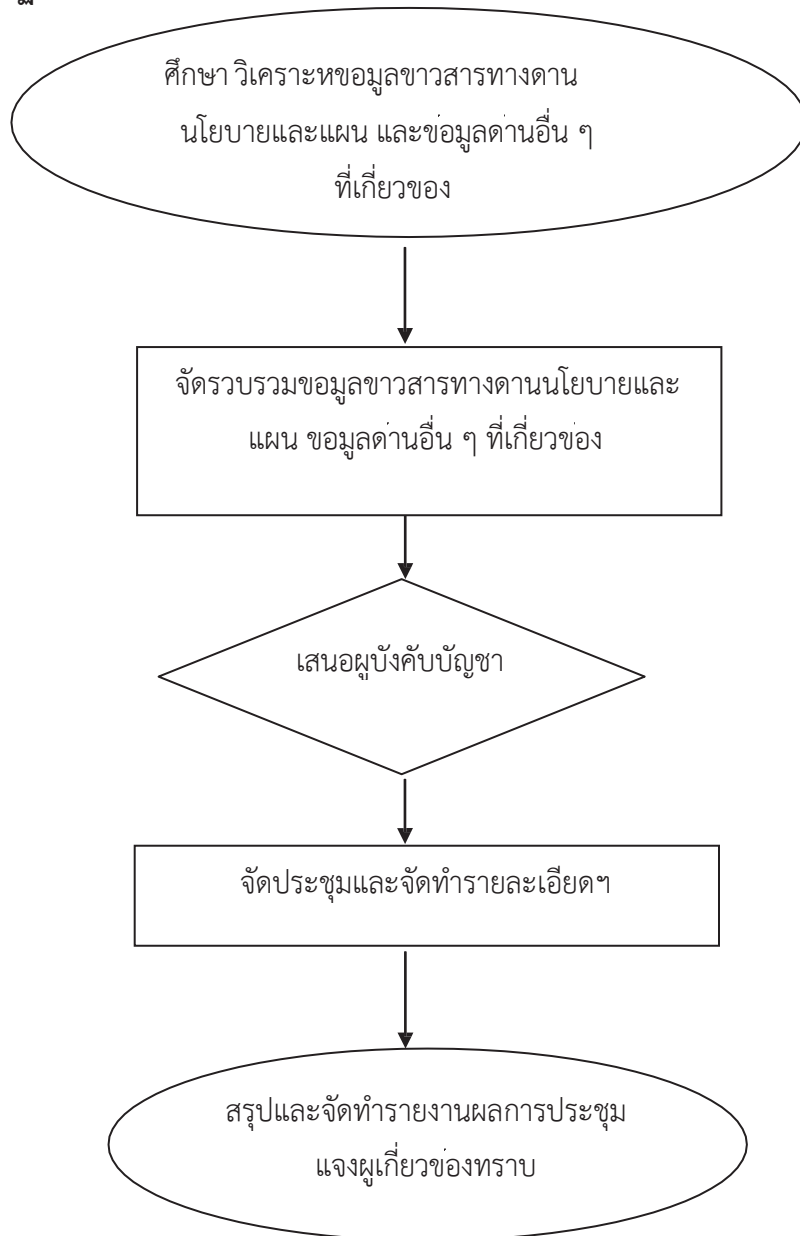 ศึกษา วิเคราะหขอมูลขาวสารทางดาน
นโยบายและแผน และข่อมูลด่านอื่น ๆ
ที่เกี่ยวของ
จัดรวบรวมขอมูลขาวสารทางดานนโยบายและ
แผน ขอมูลด่านอื่น ๆ ที่เกี่ยวข่อง
เสนอผูบังคับบัญชา
จัดประชุมและจัดทำรายละเอียดฯ
สรุปและจัดทำรายงานผลการประชุม
แจงผูเกี่ยวข่องทราบ